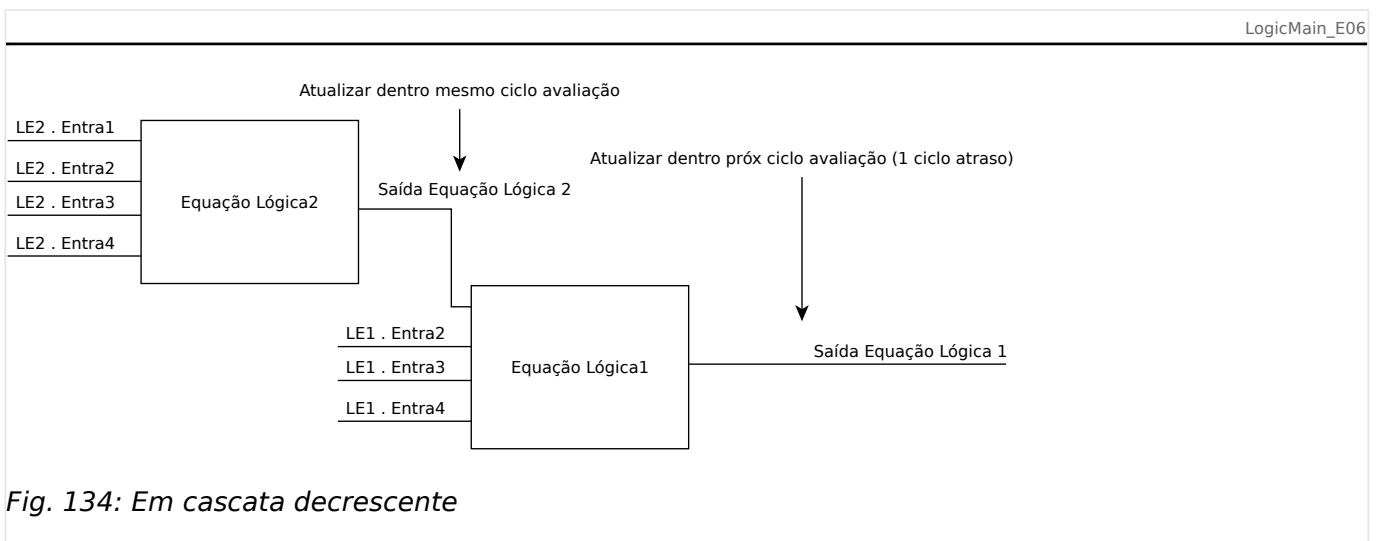 LogicMain_E06
Atualizar dentro mesmo ciclo avaliação
LE2 . Entra1
LE2 . Entra2
LE2 . Entra3
LE2 . Entra4
Equação Lógica2
Saída Equação Lógica 2
Atualizar dentro próx ciclo avaliação (1 ciclo atraso)
LE1 . Entra2
LE1 . Entra3
LE1 . Entra4
Equação Lógica1
Saída Equação Lógica 1
Fig. 134: Em cascata decrescente